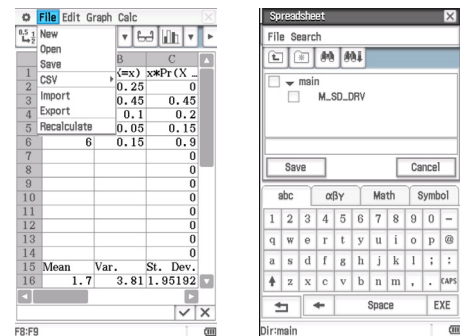 File Edit Graph Calc
0.5 1
2
New
Open
Save
CSV
Import
Export
Recalculate
B C
1 (=x) x*Pr(X …
2 0.25 0
3 0.45 0.45
4 0.1 0.2
5 0.05 0.15
6 6 0.15 0.9
7 0
8 0
9 0
10 0
11 0
12 0
13 0
14 0
15 Mean Var. St. Dev.
16 1.7 3.81 1.95192
F8:F9
Spreadsheet
File Search
main
M_SD_DRV
Save Cancel
abc αβγ Math Symbol
1 2 3 4 5 6 7 8 9 0 −
q w e r t y u i o p @
a s d f g h j k l ; :
z x c v b n m , . CAPS
Space EXE
Dir:main